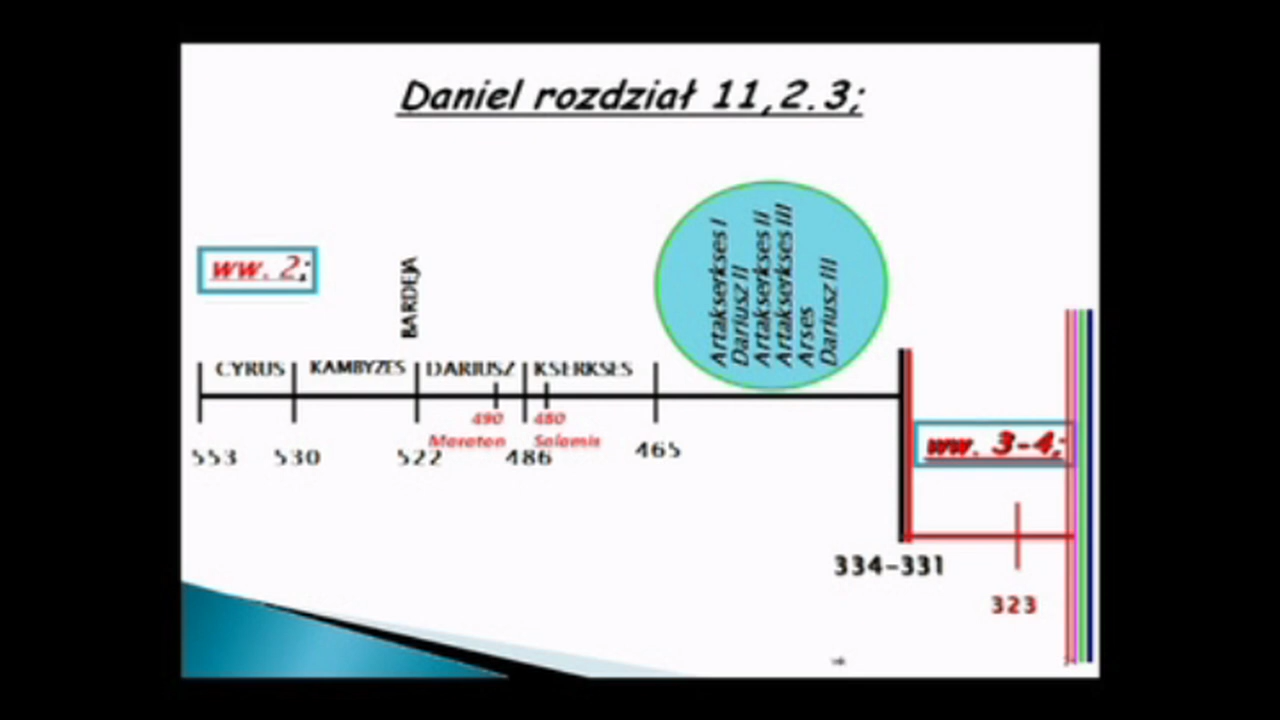 Daniel rozdział 11,2.3;
ww. 2;
BARDEJA
Artakserkses I
Dariusz II
Artakserkses II
Artakserkses III
Arses
Dariusz III
CYRUS KAMBYZES DARIUSZ KSERKSES
490 480
Maraton Salamis
553 530 522 486 465
ww. 3-4;
334-331
323